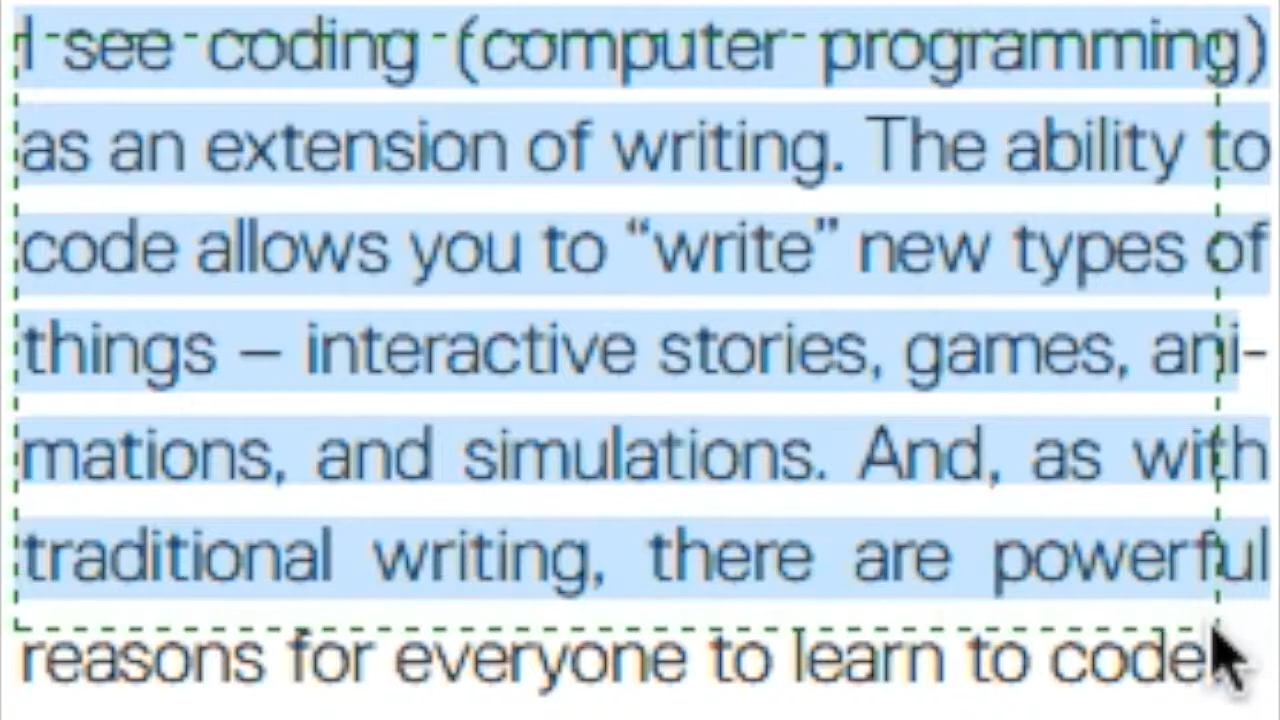 I see coding (computer programming)
as an extension of writing. The ability to
code allows you to “write” new types of
things – interactive stories, games, ani-
mations, and simulations. And, as with
traditional writing, there are powerful
reasons for everyone to learn to code.